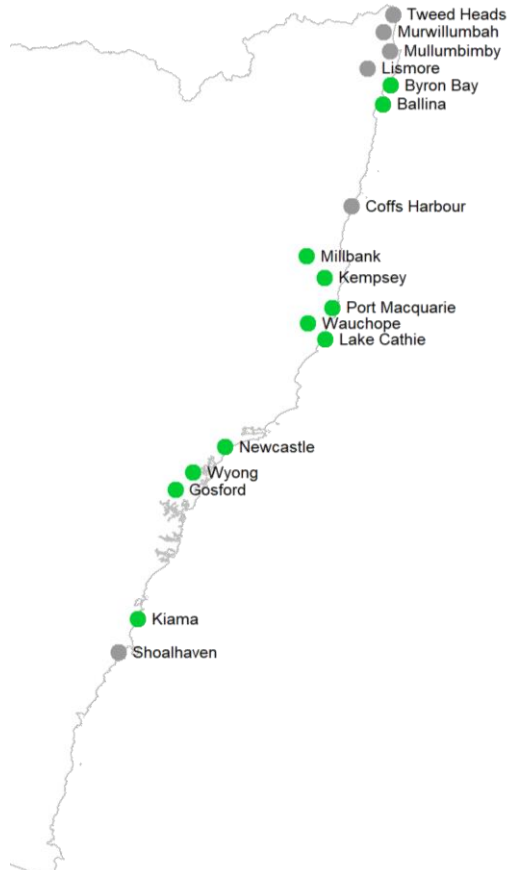 Tweed Heads
Murwillumbah
Mullumbimby
Lismore
Byron Bay
Ballina
Coffs Harbour
Millbank
Kempsey
Port Macquarie
Wauchope
Lake Cathie
Newcastle
Wyong
Gosford
Kiama
Shoalhaven